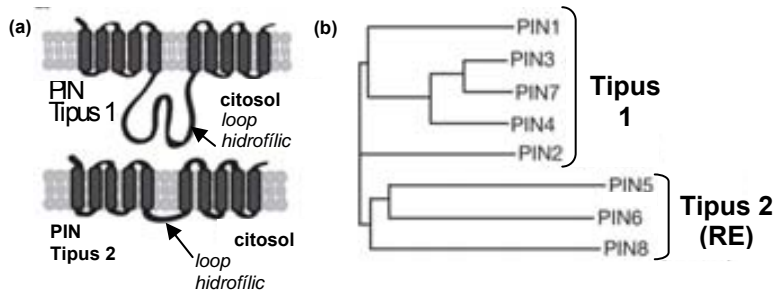 (a)
PIN
Tipus 1
citosol
loop
hidrofílic
PIN
Tipus 2
citosol
loop
hidrofílic
(b)
PIN1
PIN3
PIN7
PIN4
PIN2
Tipus
1
PIN5
PIN6
PIN8
Tipus 2
(RE)